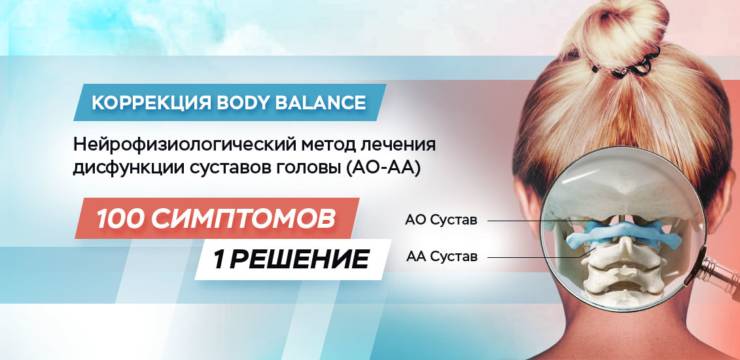 КОРРЕКЦИЯ BODY BALANCE
Нейрофизиологический метод лечения
дисфункции суставов головы (АО-АА)
100 СИМПТОМОВ
1 РЕШЕНИЕ
АО Сустав
АА Сустав